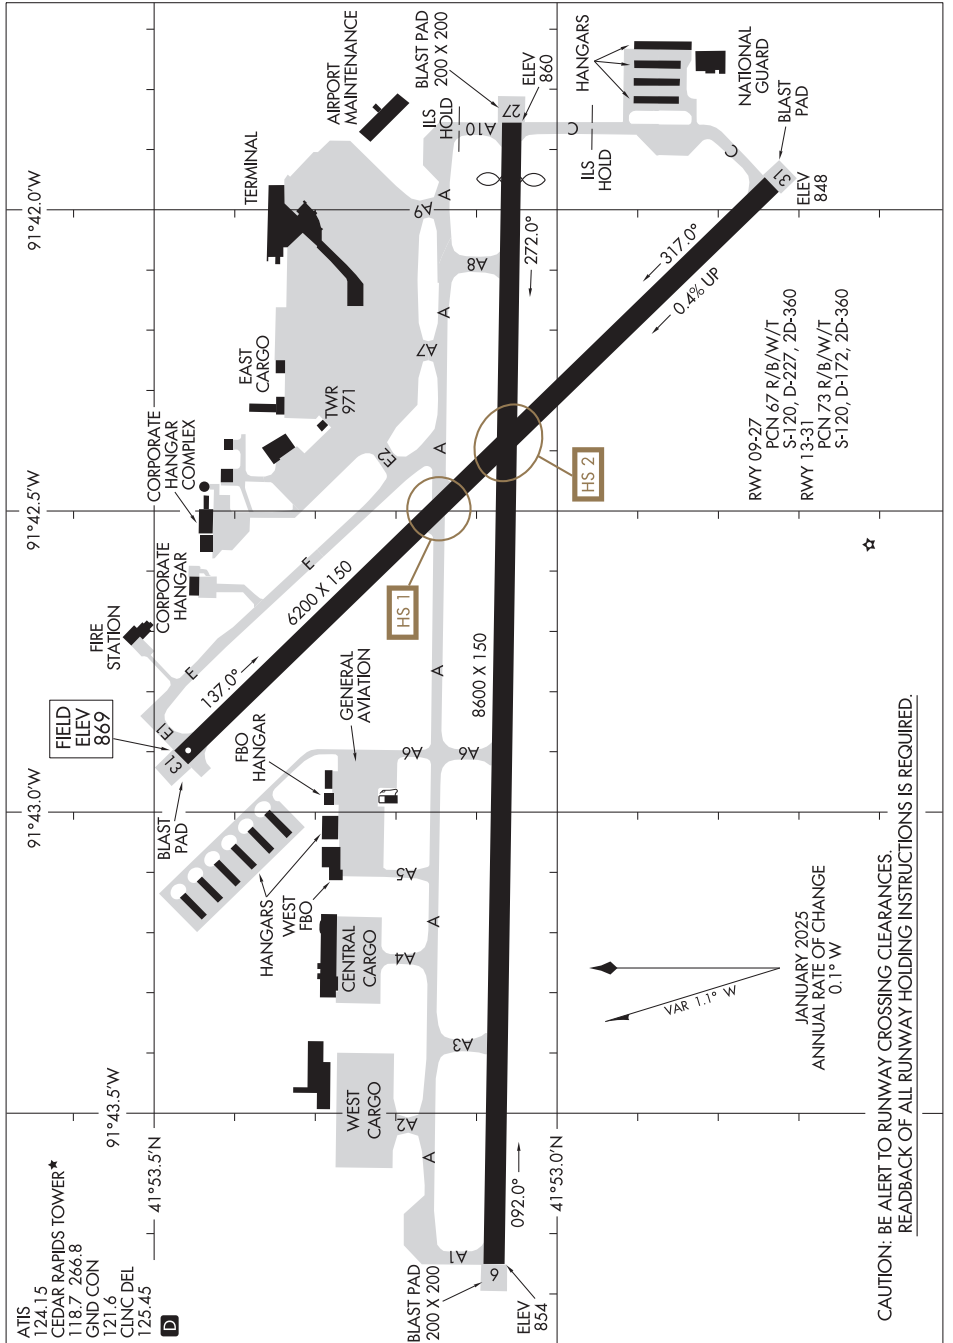 ATIS
124.15
CEDAR RAPIDS TOWER★
118.7 266.8
GND CON
121.6
CLNC DEL
125.45
D
91°43.5'W
91°43.0'W
91°42.5'W
91°42.0'W
41°53.5'N
41°53.0'N
FIELD
ELEV
869
FIRE
STATION
CORPORATE
HANGAR
CORPORATE
HANGAR
COMPLEX
EAST
CARGO
TERMINAL
AIRPORT
MAINTENANCE
TWR
971
BLAST
PAD
13
E1
E
E
E2
137.0°
6200 X 150
FBO
HANGAR
GENERAL
AVIATION
HANGARS
WEST
FBO
CENTRAL
CARGO
WEST
CARGO
A1
A
A2
A3
A4
A
A5
A6
A6
A
A
A7
A
A8
A9
A
A10
ILS
HOLD
BLAST PAD
200 X 200
27
ELEV
860
272.0°
HS 1
HS 2
8600 X 150
BLAST PAD
200 X 200
9
ELEV
854
092.0°
C
ILS
HOLD
C
HANGARS
NATIONAL
GUARD
BLAST
PAD
31
ELEV
848
317.0°
0.4% UP
RWY 09-27
PCN 67 R/B/W/T
S-120, D-227, 2D-360
RWY 13-31
PCN 73 R/B/W/T
S-120, D-172, 2D-360
VAR 1.1° W
JANUARY 2025
ANNUAL RATE OF CHANGE
0.1° W
CAUTION: BE ALERT TO RUNWAY CROSSING CLEARANCES.
READBACK OF ALL RUNWAY HOLDING INSTRUCTIONS IS REQUIRED.